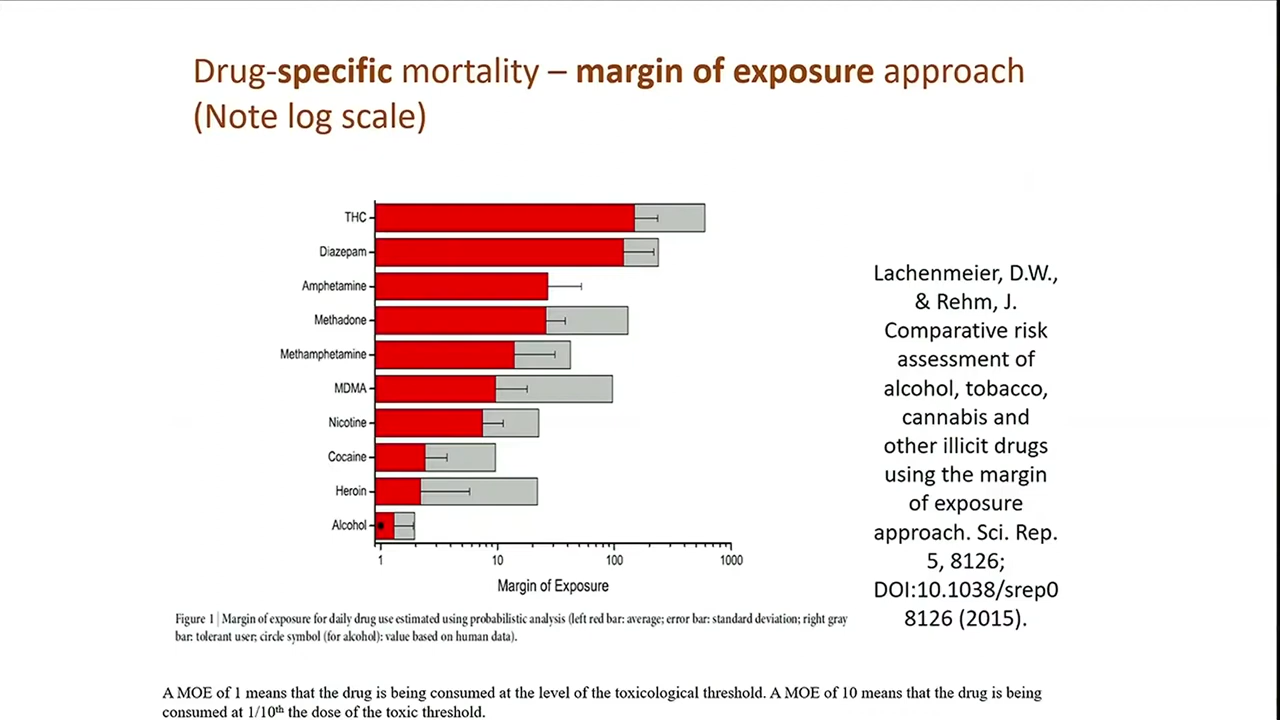 Drug-specific mortality – margin of exposure approach
(Note log scale)
THC
Diazepam
Amphetamine
Methadone
Methamphetamine
MDMA
Nicotine
Cocaine
Heroin
Alcohol
1 10 100 1000
Margin of Exposure
Figure 1 | Margin of exposure for daily drug use estimated using probabilistic analysis (left red bar: average; error bar: standard deviation; right gray
bar: tolerant user; circle symbol (for alcohol): value based on human data).
Lachenmeier, D.W.,
& Rehm, J.
Comparative risk
assessment of
alcohol, tobacco,
cannabis and
other illicit drugs
using the margin
of exposure
approach. Sci. Rep.
5, 8126;
DOI:10.1038/srep0
8126 (2015).
A MOE of 1 means that the drug is being consumed at the level of the toxicological threshold. A MOE of 10 means that the drug is being
consumed at 1/10th the dose of the toxic threshold.